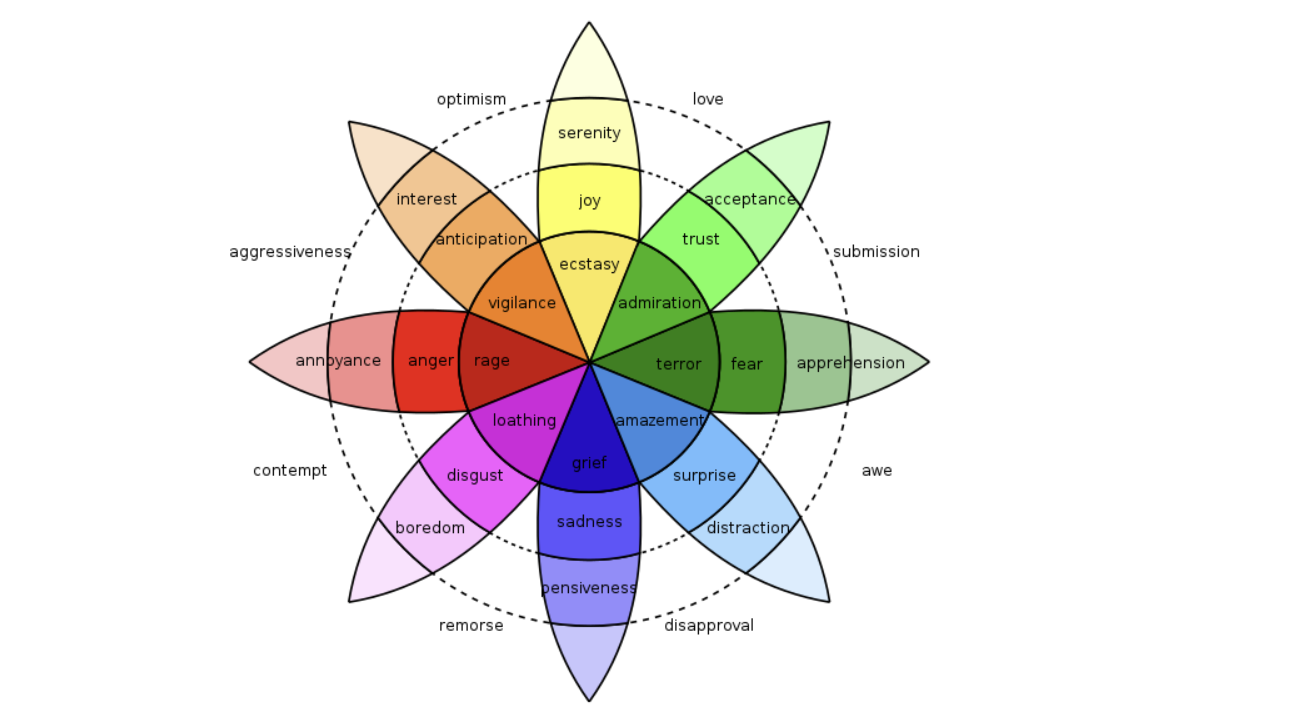 optimism
love
serenity
interest
acceptance
joy
anticipation
trust
aggressiveness
submission
ecstasy
vigilance
admiration
annoyance
anger
rage
terror
fear
apprehension
loathing
amazement
contempt
grief
awe
disgust
surprise
sadness
boredom
distraction
pensiveness
remorse
disapproval